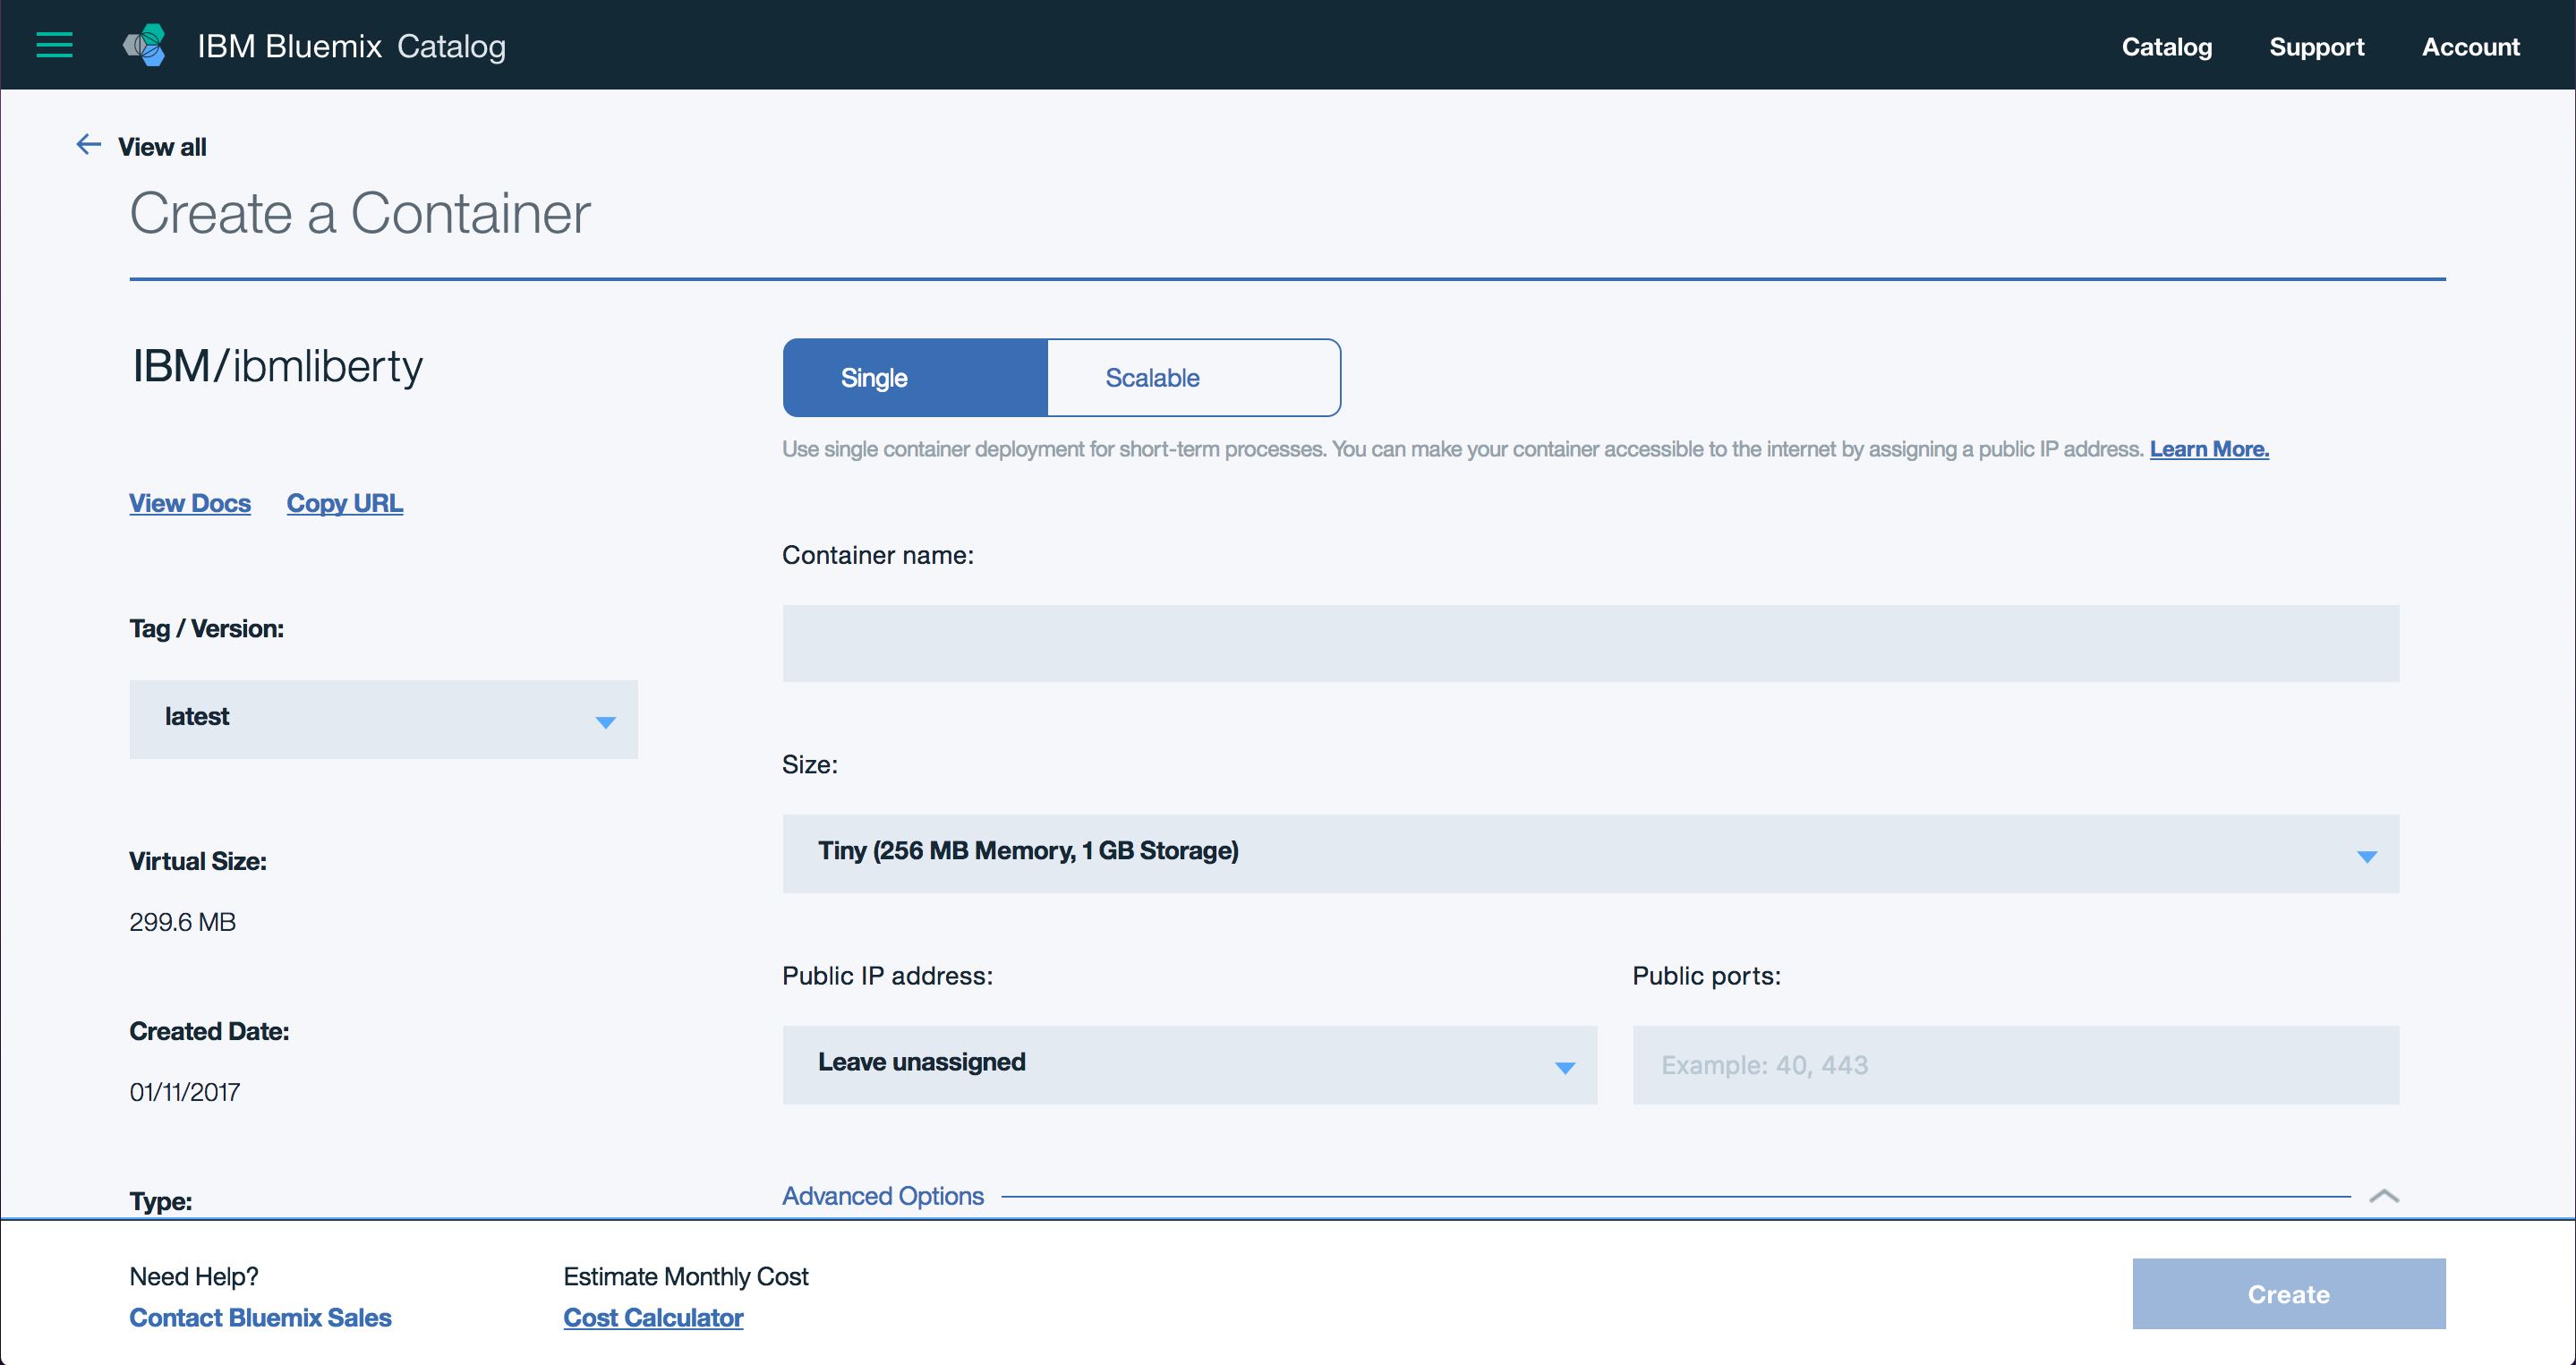 IBM Bluemix Catalog
Catalog Support Account
View all
Create a Container
IBM/ibmliberty
View Docs Copy URL
Tag / Version:
latest
Virtual Size:
299.6 MB
Created Date:
01/11/2017
Type:
Single Scalable
Use single container deployment for short-term processes. You can make your container accessible to the internet by assigning a public IP address. Learn More.
Container name:
Size:
Tiny (256 MB Memory, 1 GB Storage)
Public IP address: Public ports:
Leave unassigned Example: 40, 443
Advanced Options
Need Help? Estimate Monthly Cost
Contact Bluemix Sales Cost Calculator
Create